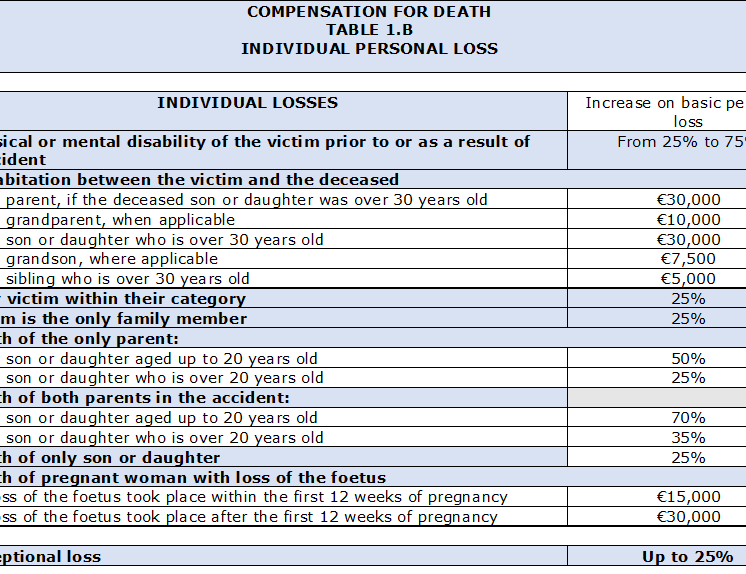 COMPENSATION FOR DEATH
TABLE 1.B
INDIVIDUAL PERSONAL LOSS
INDIVIDUAL LOSSES
Increase on basic pe
loss
sical or mental disability of the victim prior to or as a result of
cident
From 25% to 75%
abitation between the victim and the deceased
parent, if the deceased son or daughter was over 30 years old €30,000
grandparent, when applicable €10,000
son or daughter who is over 30 years old €30,000
grandson, where applicable €7,500
sibling who is over 30 years old €5,000
victim within their category 25%
m is the only family member 25%
th of the only parent:
son or daughter aged up to 20 years old 50%
son or daughter who is over 20 years old 25%
th of both parents in the accident:
son or daughter aged up to 20 years old 70%
son or daughter who is over 20 years old 35%
th of only son or daughter 25%
th of pregnant woman with loss of the foetus
oss of the foetus took place within the first 12 weeks of pregnancy €15,000
oss of the foetus took place after the first 12 weeks of pregnancy €30,000
eptional loss Up to 25%